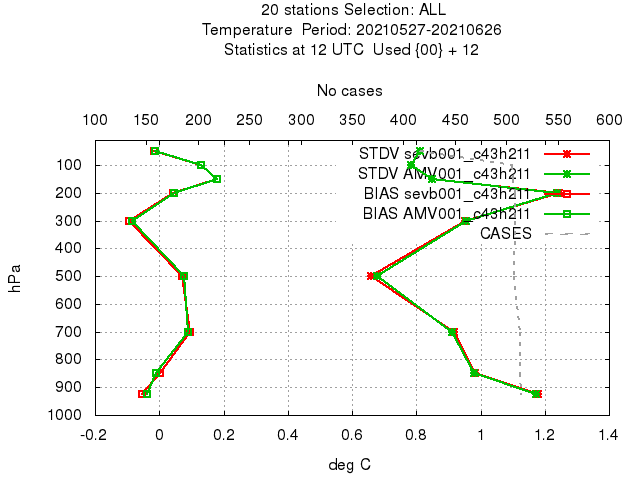 20 stations Selection: ALL
Temperature  Period: 20210527-20210626
Statistics at 12 UTC  Used {00} + 12
No cases
100 150 200 250 300 350 400 450 500 550 600
STDV sevb001_c43h211
STDV AMV001_c43h211
BIAS sevb001_c43h211
BIAS AMV001_c43h211
CASES
hPa
100
200
300
400
500
600
700
800
900
1000
-0.2 0 0.2 0.4 0.6 0.8 1 1.2 1.4
deg C